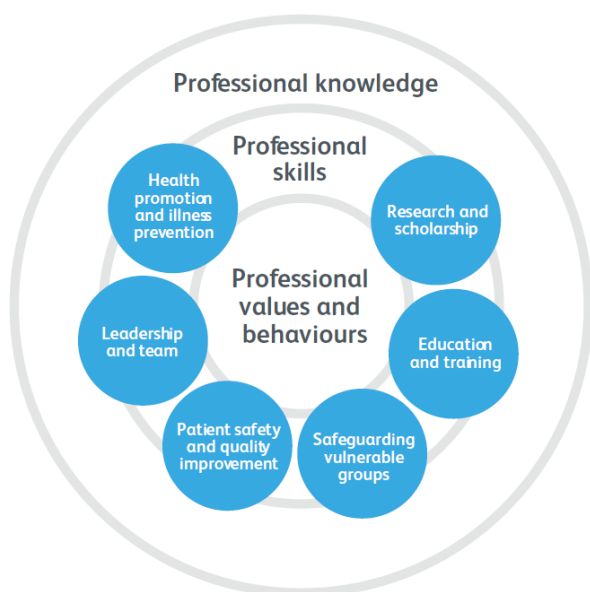 Professional knowledge
Professional
skills
Professional
values and
behaviours
Health
promotion
and illness
prevention
Leadership
and team
Patient safety
and quality
improvement
Safeguarding
vulnerable
groups
Education
and training
Research and
scholarship